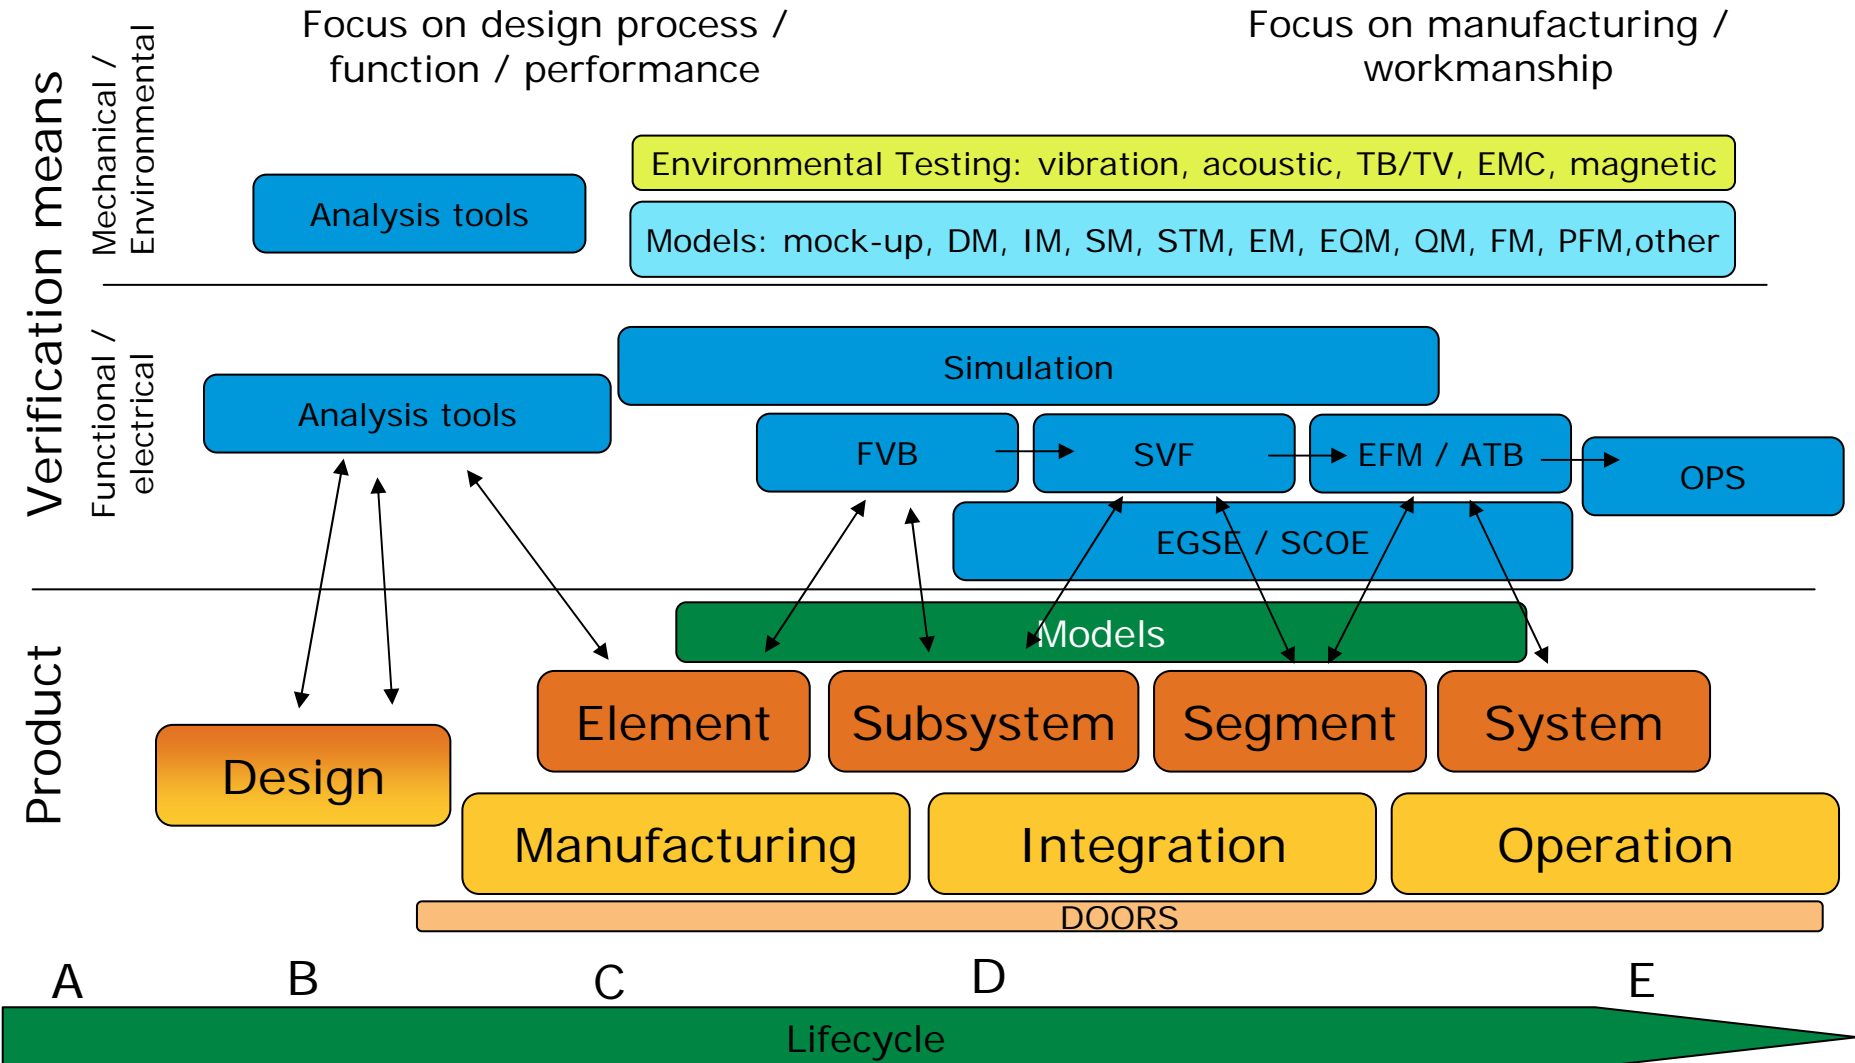 Focus on design process /
function / performance
Focus on manufacturing /
workmanship
Verification means
Mechanical /
Environmental
Environmental Testing: vibration, acoustic, TB/TV, EMC, magnetic
Analysis tools
Models: mock-up, DM, IM, SM, STM, EM, EQM, QM, FM, PFM,other
Functional /
electrical
Simulation
Analysis tools
FVB
SVF
EFM / ATB
OPS
EGSE / SCOE
Product
Models
Element
Subsystem
Segment
System
Design
Manufacturing
Integration
Operation
DOORS
A
B
C
D
E
Lifecycle